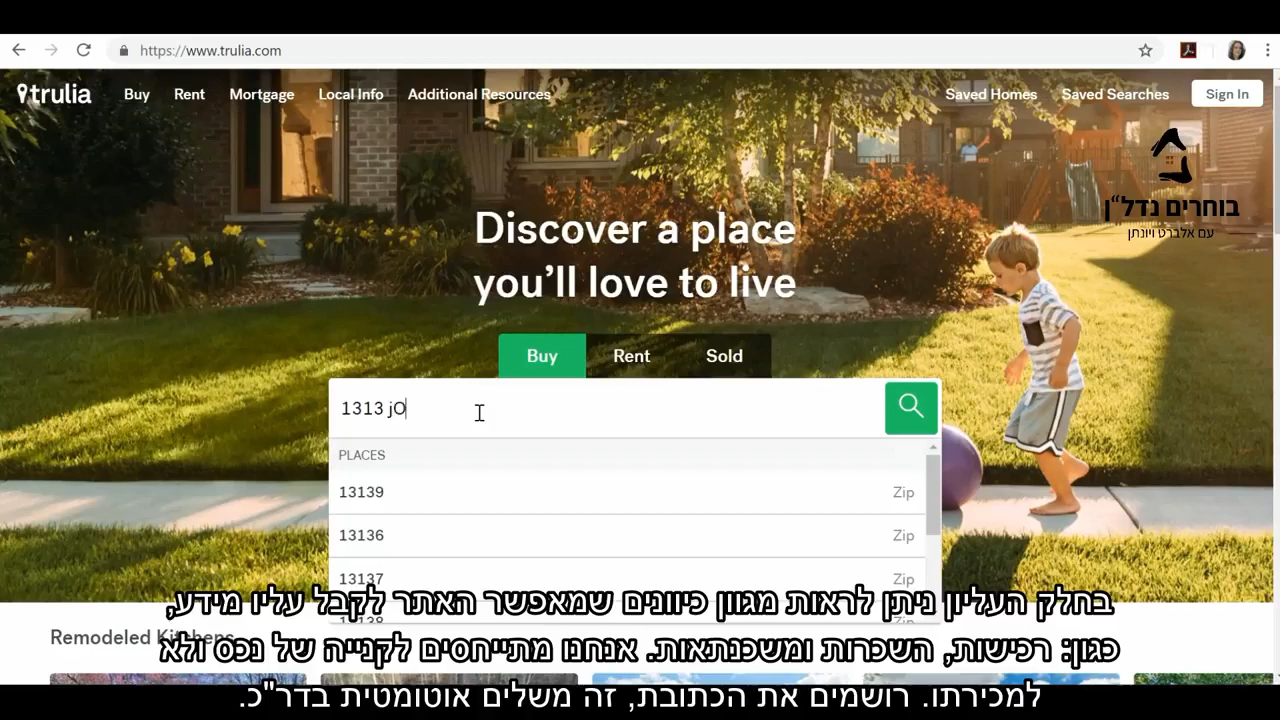 https://www.trulia.com
trulia Buy Rent Mortgage Local Info Additional Resources Saved Homes Saved Searches Sign In
בוחרים נדל"ן
עם אלברט ויונתן
Discover a place
you'll love to live
Buy Rent Sold
1313 jO
PLACES
13139 Zip
13136 Zip
13137 Zip
13138 Zip
Remodeled Kitchens
בחלק העליון ניתן לראות מגוון כיוונים שמאפשר האתר לקבל עליו מידע,
כגון: רכישות, השכרות ומשכנתאות. אנחנו מתייחסים לקנייה של נכס ולא
למכירתו. רושמים את הכתובת, זה משלים אוטומטית בדר"כ.